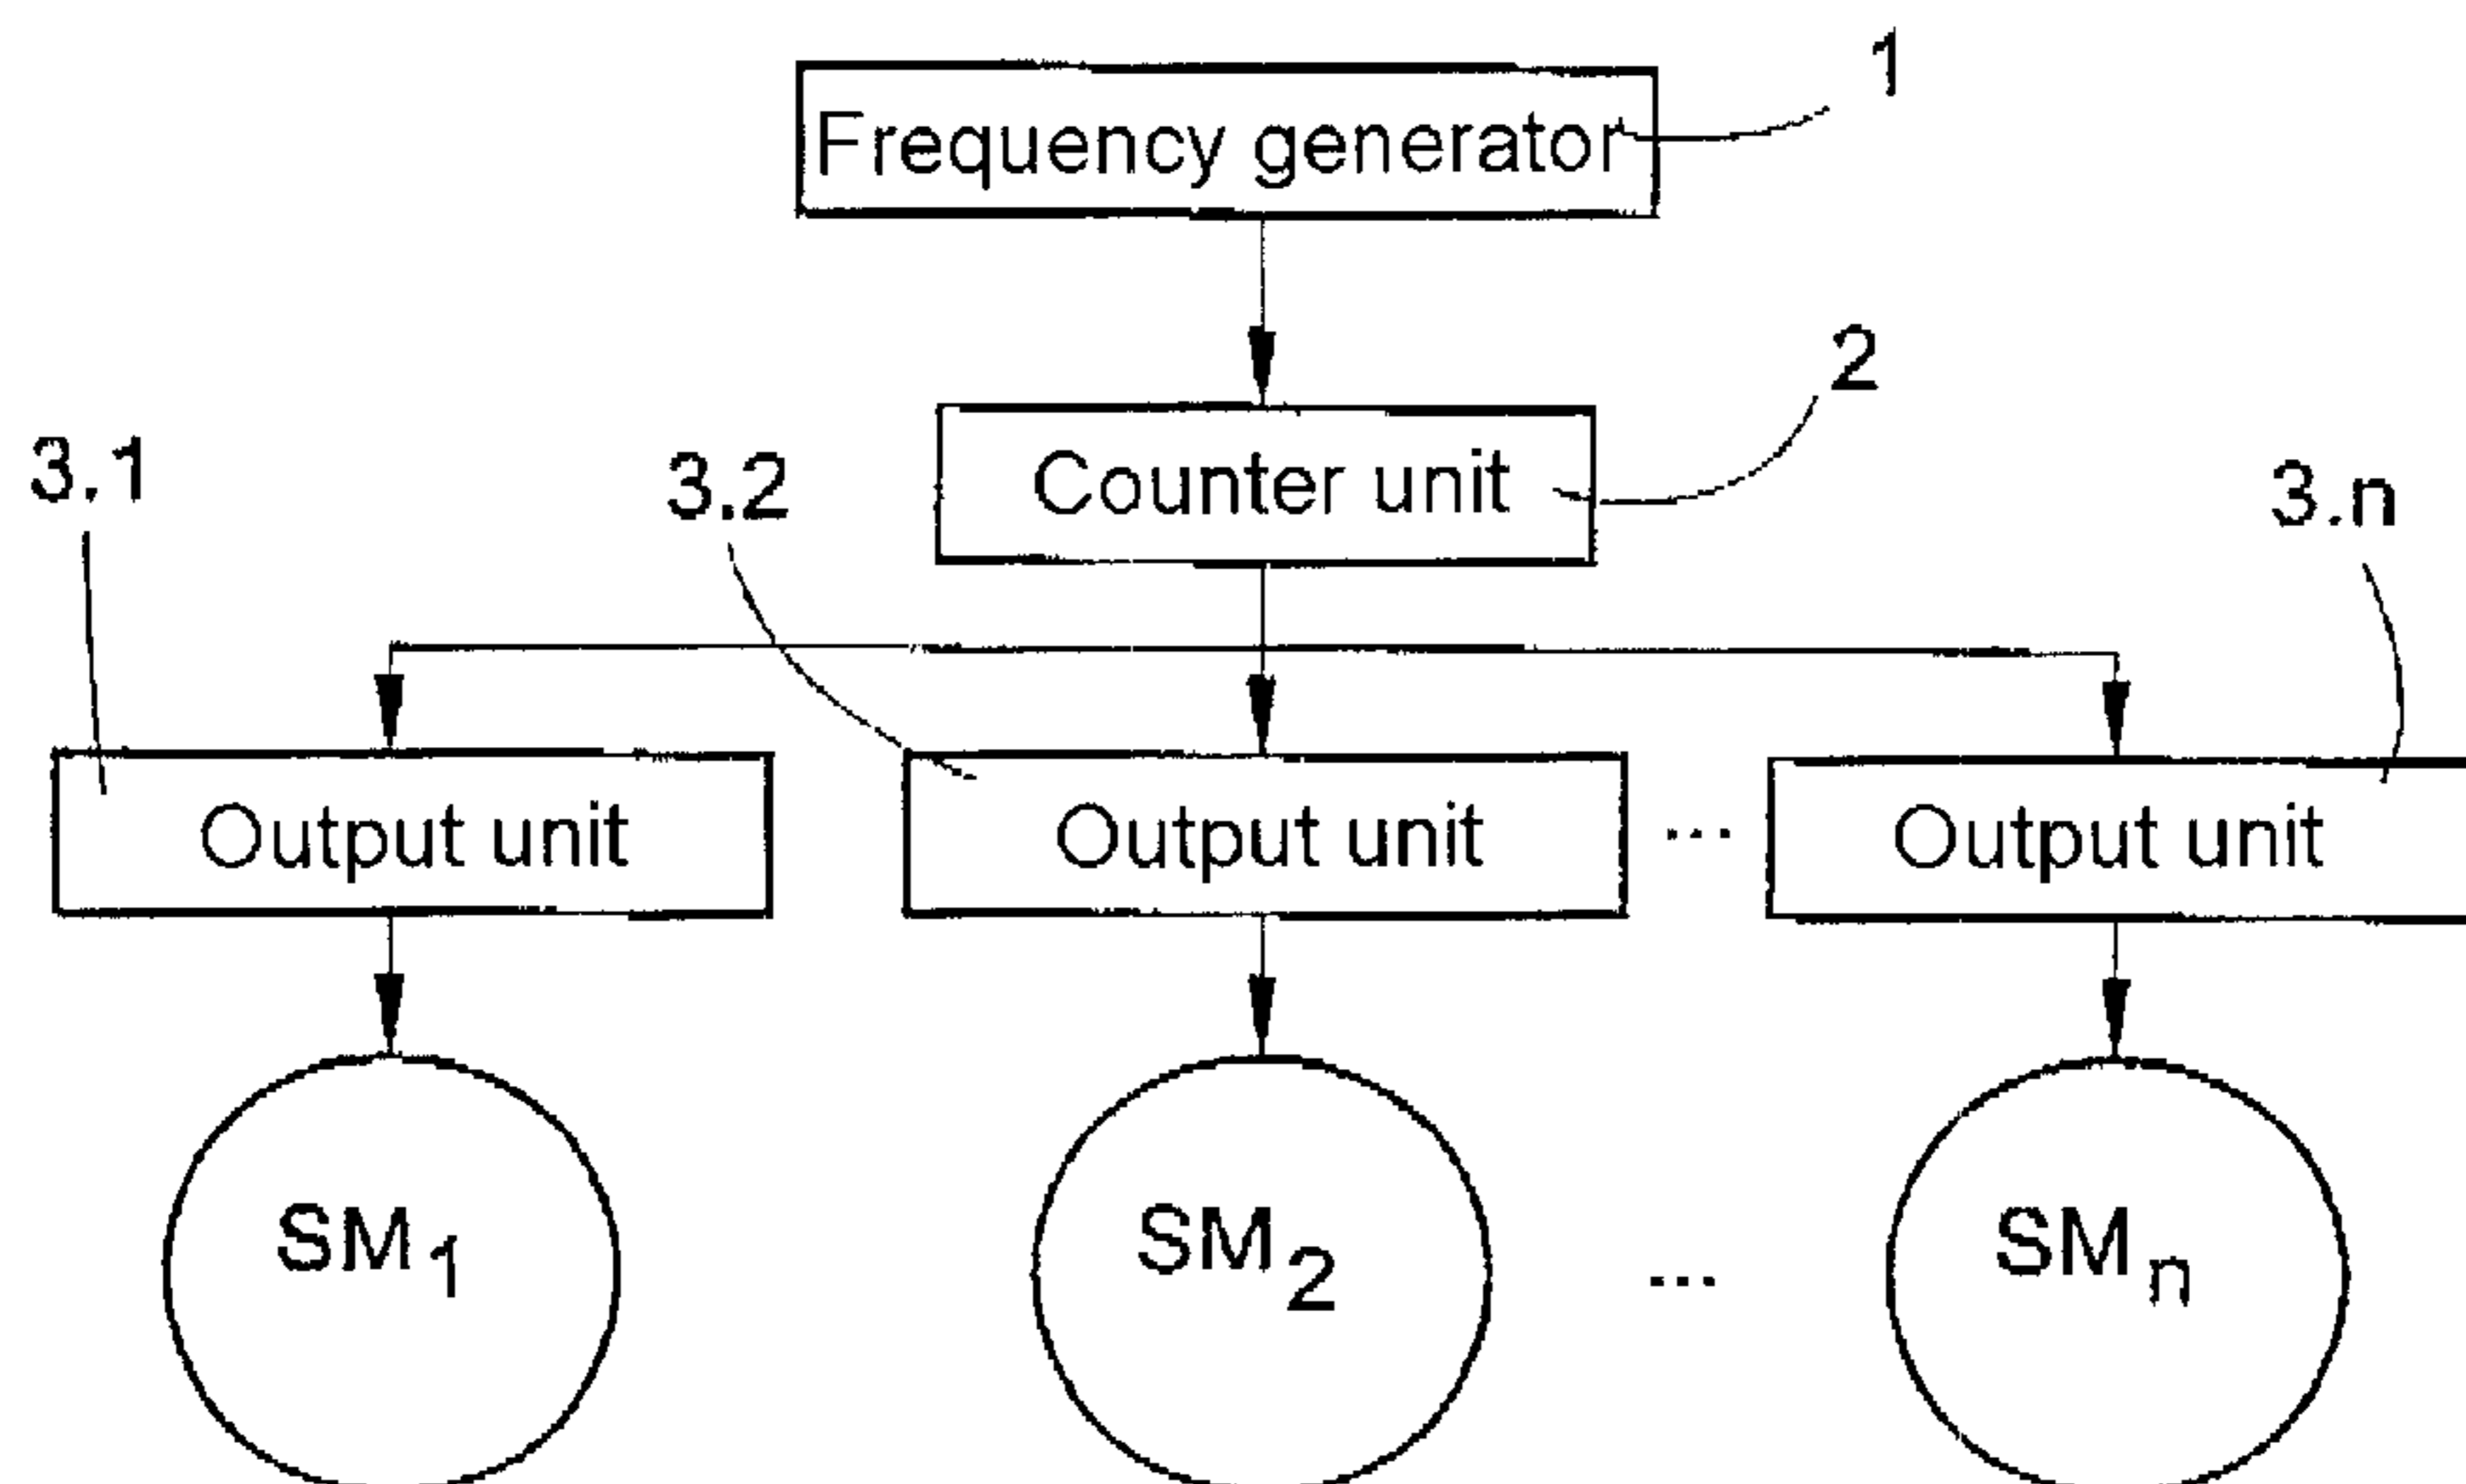 1
Frequency generator
2
Counter unit
3.1
3.2
3.n
Output unit
Output unit
...
Output unit
SM1
SM2
...
SMn